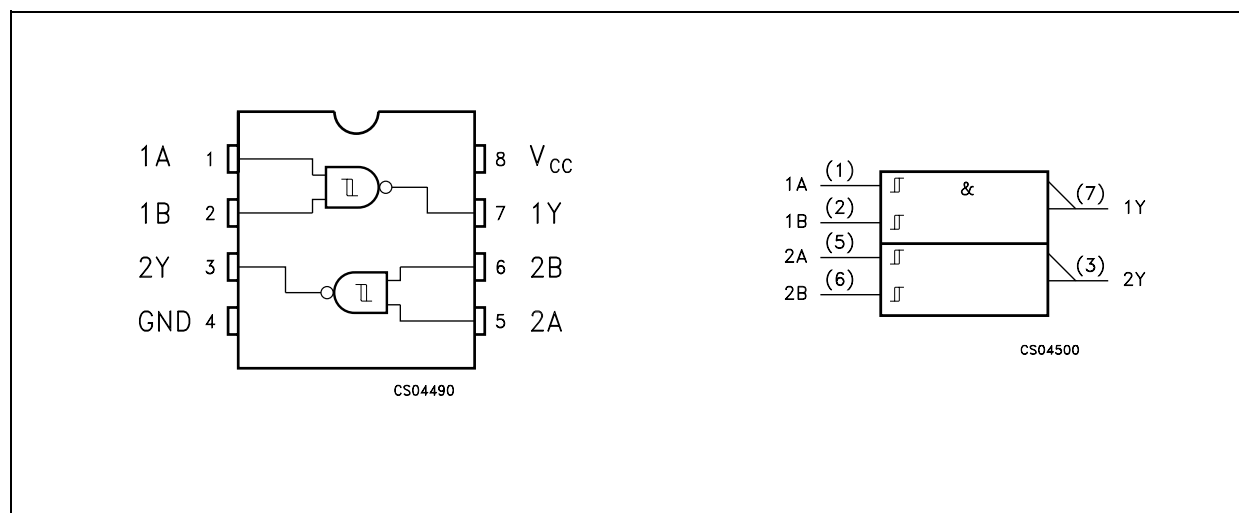 1A 1 8 VCC
1B 2 7 1Y
2Y 3 6 2B
GND 4 5 2A
CS04490
1A (1) & (7) 1Y
1B (2)
2A (5) (3) 2Y
2B (6)
CS04500